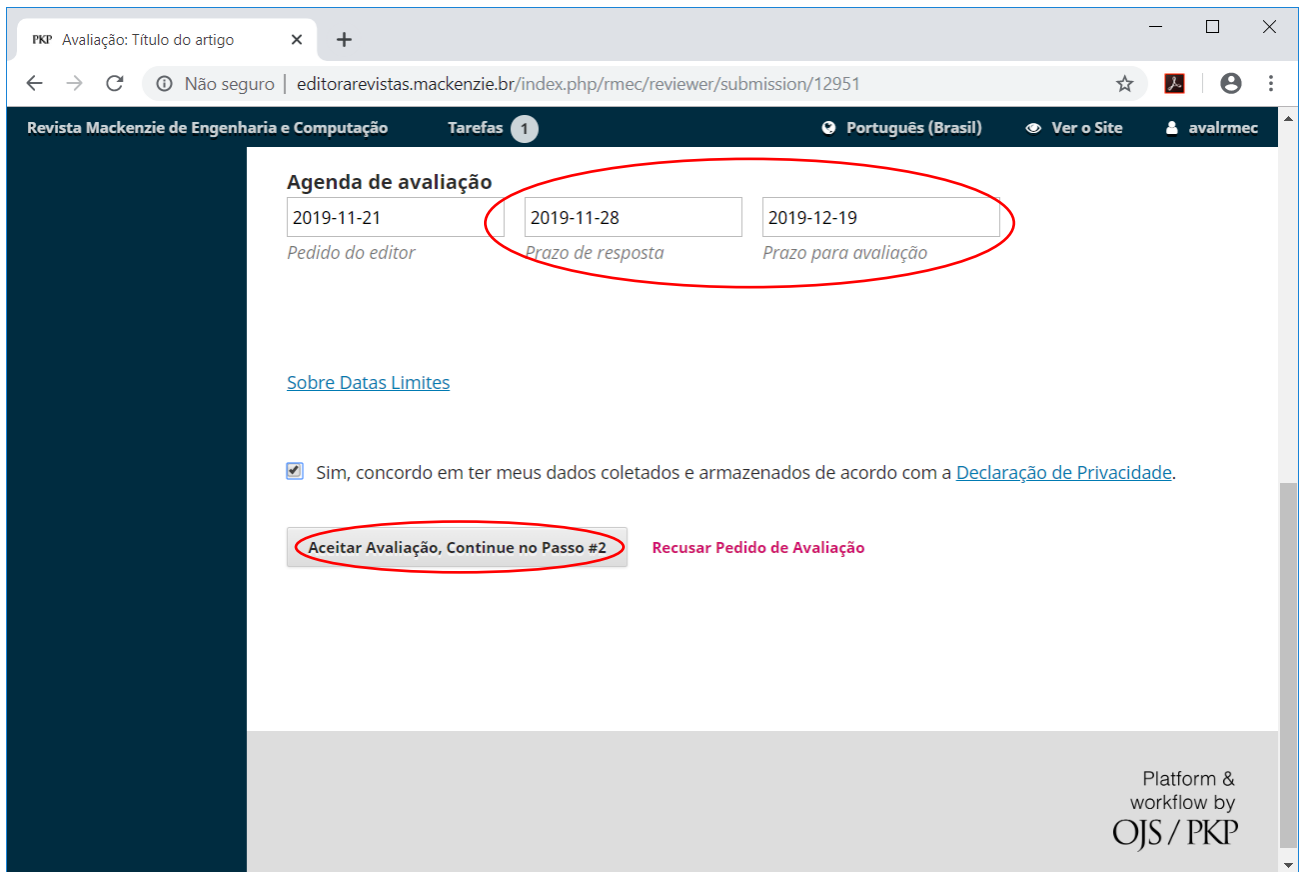 PKP Avaliação: Título do artigo
Não seguro | editorarevistas.mackenzie.br/index.php/rmec/reviewer/submission/12951
Revista Mackenzie de Engenharia e Computação Tarefas 1 Português (Brasil) Ver o Site avalrmec
Agenda de avaliação
2019-11-21 2019-11-28 2019-12-19
Pedido do editor Prazo de resposta Prazo para avaliação
Sobre Datas Limites
Sim, concordo em ter meus dados coletados e armazenados de acordo com a Declaração de Privacidade.
Aceitar Avaliação, Continue no Passo #2 Recusar Pedido de Avaliação
Platform &
workflow by
OJS / PKP